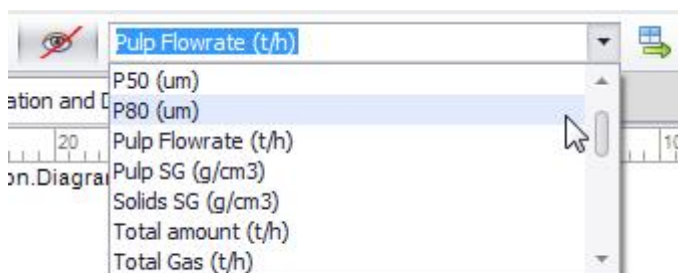 Pulp Flowrate (t/h)
P50 (um)
ation and D
P80 (um)
20
Pulp Flowrate (t/h)
10
on.Diagra
Pulp SG (g/cm3)
Solids SG (g/cm3)
Total amount (t/h)
Total Gas (t/h)